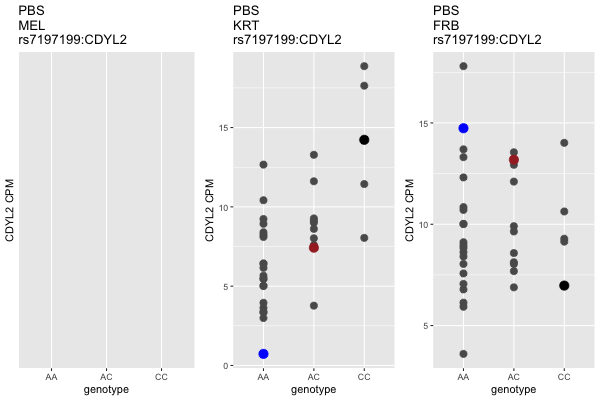 PBS
MEL
rs7197199:CDYL2
CDYL2 CPM
AA AC CC
genotype
PBS
KRT
rs7197199:CDYL2
CDYL2 CPM
15
10
5
0
AA AC CC
genotype
PBS
FRB
rs7197199:CDYL2
CDYL2 CPM
15
10
5
AA AC CC
genotype